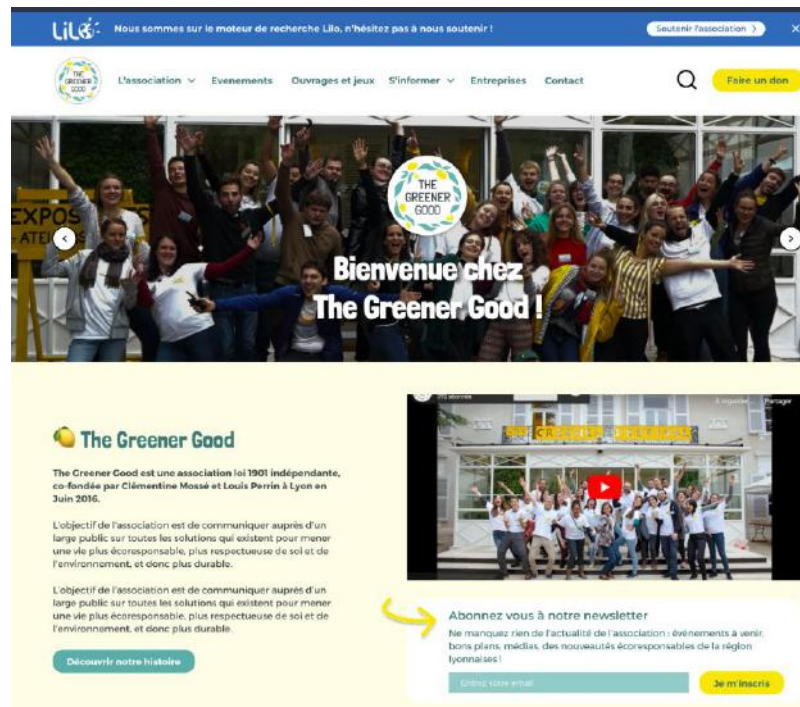 LiLO
Nous sommes sur le moteur de recherche Lilo, n'hésitez pas à nous soutenir !
Soutenir l'association
THE
GREENER
GOOD
L'association
Evenements
Ouvrages et jeux
S'informer
Entreprises
Contact
Faire un don
EXPOS
ATEL
THE
GREENER
GOOD
Bienvenue chez
The Greener Good !
The Greener Good
The Greener Good est une association loi 1901 indépendante,
co-fondée par Clémentine Mossé et Louis Perrin à Lyon en
Juin 2016.
L'objectif de l'association est de communiquer auprès d'un
large public sur toutes les solutions qui existent pour mener
une vie plus écoresponsable, plus respectueuse de soi et de
l'environnement, et donc plus durable.
L'objectif de l'association est de communiquer auprès d'un
large public sur toutes les solutions qui existent pour mener
une vie plus écoresponsable, plus respectueuse de soi et de
l'environnement, et donc plus durable.
Découvrir notre histoire
abonnés
À regarder...
Partager
Abonnez vous à notre newsletter
Ne manquez rien de l'actualité de l'association : événements à venir,
bons plans, médias, des nouveautés écoresponsables de la région
lyonnaises !
Entrez votre email
Je m'inscris